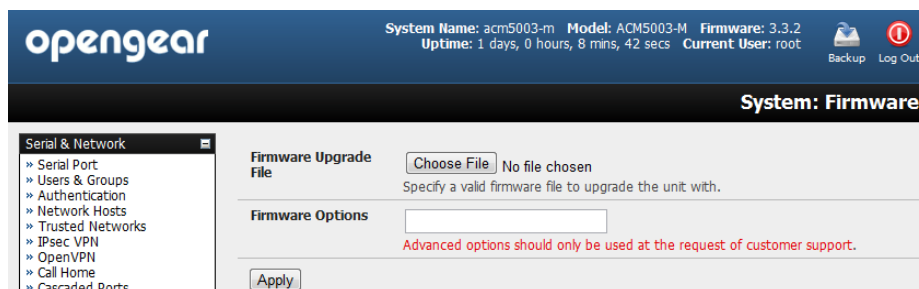 opengear
System Name: acm5003-m Model: ACM5003-M Firmware: 3.3.2
Uptime: 1 days, 0 hours, 8 mins, 42 secs Current User: root
Backup
Log Out
System: Firmware
Serial & Network
» Serial Port
» Users & Groups
» Authentication
» Network Hosts
» Trusted Networks
» IPsec VPN
» OpenVPN
» Call Home
» Cascaded Ports
Firmware Upgrade
File
Choose File No file chosen
Specify a valid firmware file to upgrade the unit with.
Firmware Options
Advanced options should only be used at the request of customer support.
Apply